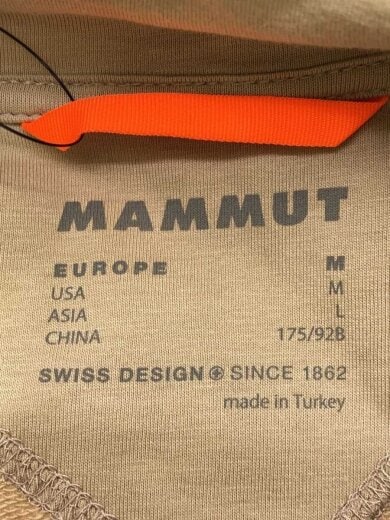 MAMMUT
EUROPE M
USA M
ASIA L
CHINA 175/92B
SWISS DESIGN SINCE 1862
made in Turkey